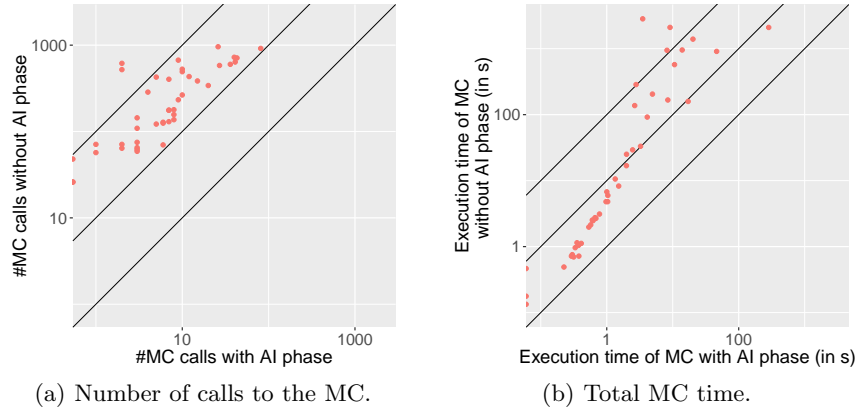 1000
10
#MC calls without AI phase
10
1000
#MC calls with AI phase
(a) Number of calls to the MC.
100
1
Execution time of MC
without AI phase (in s)
1
100
Execution time of MC with AI phase (in s)
(b) Total MC time.